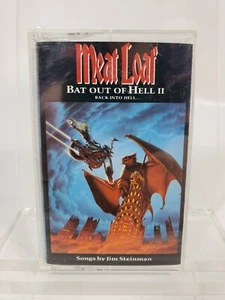 Meat Loaf
BAT OUT OF HELL II
BACK INTO HELL...
Songs by Jim Steinman